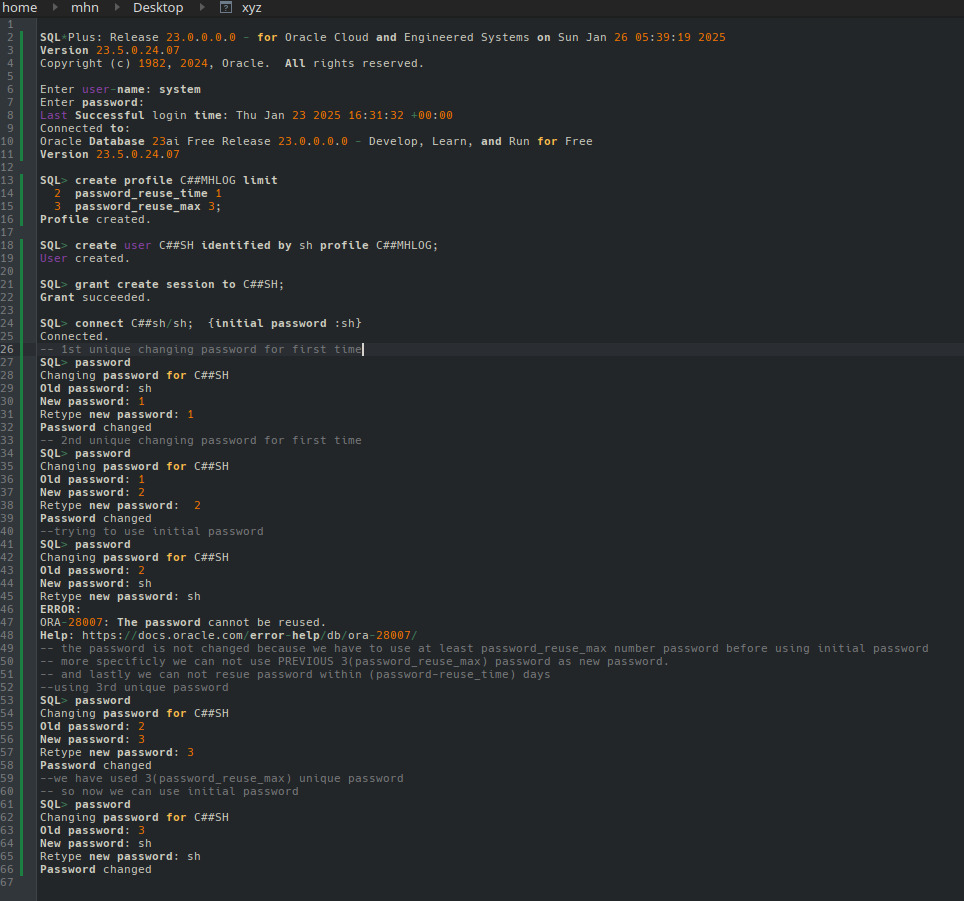 home mhn Desktop xyz
1
2 SQL*Plus: Release 23.0.0.0.0 - for Oracle Cloud and Engineered Systems on Sun Jan 26 05:39:19 2025
3 Version 23.5.0.24.07
4 Copyright (c) 1982, 2024, Oracle.  All rights reserved.
5
6 Enter user-name: system
7 Enter password:
8 Last Successful login time: Thu Jan 23 2025 16:31:32 +00:00
9 Connected to:
10 Oracle Database 23ai Free Release 23.0.0.0.0 - Develop, Learn, and Run for Free
11 Version 23.5.0.24.07
12
13 SQL> create profile C##MHLOG limit
14   2  password_reuse_time 1
15   3  password_reuse_max 3;
16 Profile created.
17
18 SQL> create user C##SH identified by sh profile C##MHLOG;
19 User created.
20
21 SQL> grant create session to C##SH;
22 Grant succeeded.
23
24 SQL> connect C##sh/sh;  {initial password :sh}
25 Connected.
26 -- 1st unique changing password for first time
27 SQL> password
28 Changing password for C##SH
29 Old password: sh
30 New password: 1
31 Retype new password: 1
32 Password changed
33 -- 2nd unique changing password for first time
34 SQL> password
35 Changing password for C##SH
36 Old password: 1
37 New password: 2
38 Retype new password:  2
39 Password changed
40 --trying to use initial password
41 SQL> password
42 Changing password for C##SH
43 Old password: 2
44 New password: sh
45 Retype new password: sh
46 ERROR:
47 ORA-28007: The password cannot be reused.
48 Help: https://docs.oracle.com/error-help/db/ora-28007/
49 -- the password is not changed because we have to use at least password_reuse_max number password before using initial password
50 -- more specificly we can not use PREVIOUS 3(password_reuse_max) password as new password.
51 -- and lastly we can not resue password within (password-reuse_time) days
52 --using 3rd unique password
53 SQL> password
54 Changing password for C##SH
55 Old password: 2
56 New password: 3
57 Retype new password: 3
58 Password changed
59 --we have used 3(password_reuse_max) unique password
60 -- so now we can use initial password
61 SQL> password
62 Changing password for C##SH
63 Old password: 3
64 New password: sh
65 Retype new password: sh
66 Password changed
67